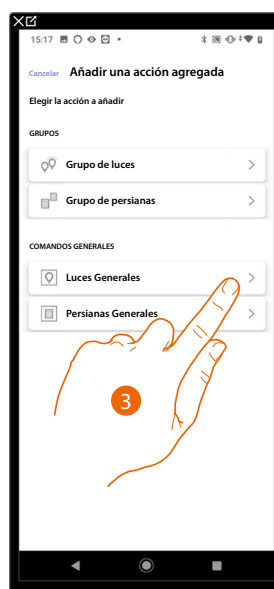 15:17
Cancelar Añadir una acción agregada
Elegir la acción a añadir
GRUPOS
Grupo de luces
Grupo de persianas
COMANDOS GENERALES
Luces Generales
Persianas Generales
3